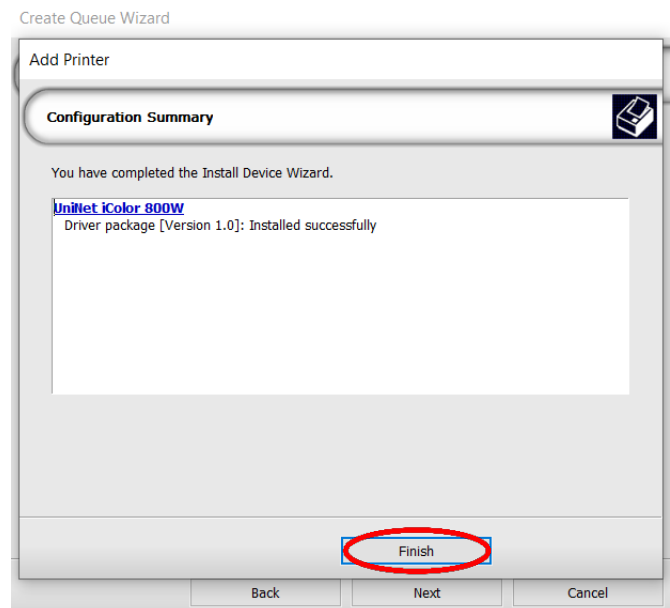 Create Queue Wizard
Add Printer
Configuration Summary
You have completed the Install Device Wizard.
UniNet iColor 800W
Driver package [Version 1.0]: Installed successfully
Finish
Back Next Cancel